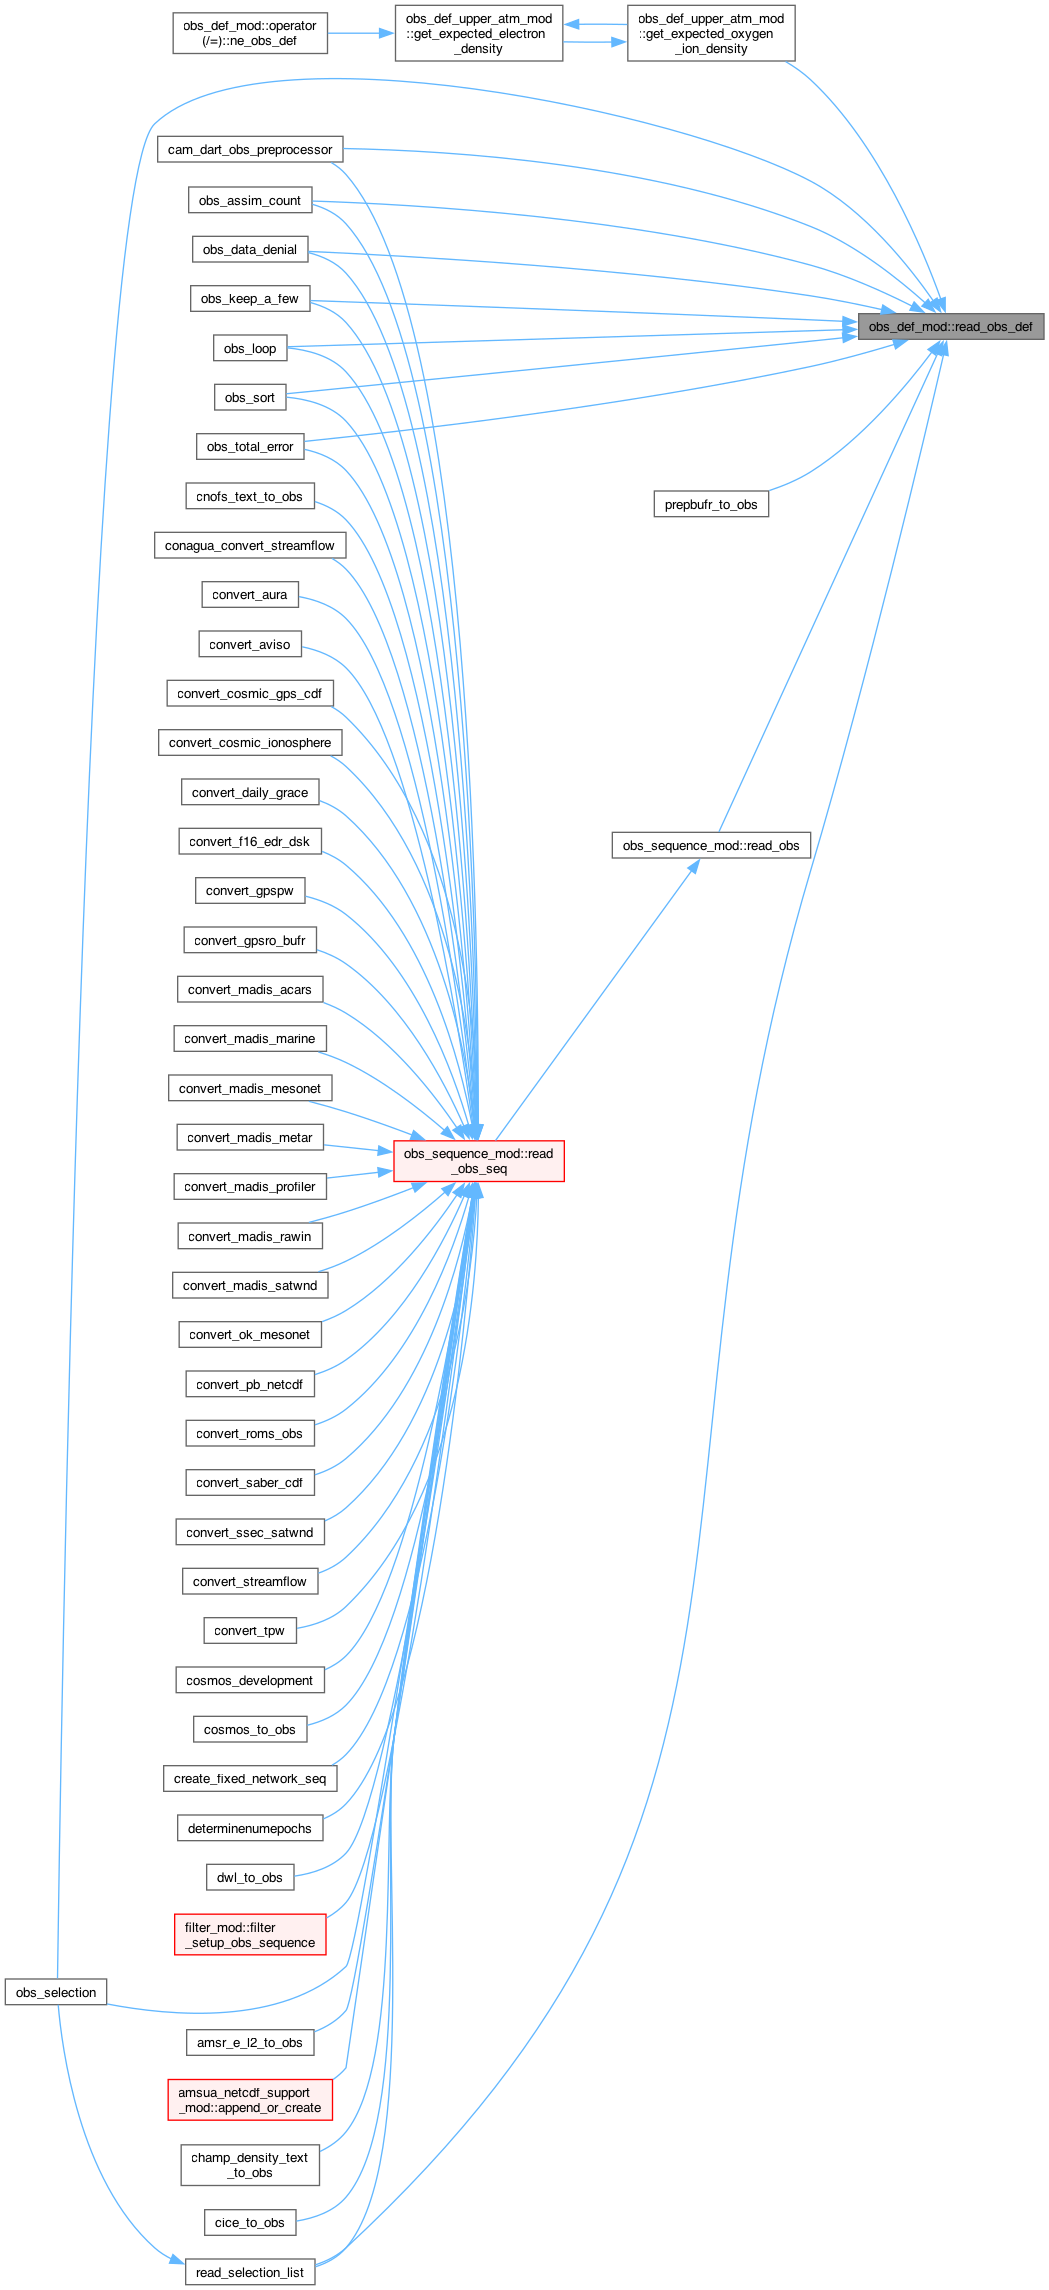 obs_def_mod::operator
(/=)::ne_obs_def
obs_def_upper_atm_mod
::get_expected_electron
_density
obs_def_upper_atm_mod
::get_expected_oxygen
_ion_density
cam_dart_obs_preprocessor
obs_assim_count
obs_data_denial
obs_keep_a_few
obs_def_mod::read_obs_def
obs_loop
obs_sort
obs_total_error
cnofs_text_to_obs
prepbufr_to_obs
conagua_convert_streamflow
convert_aura
convert_aviso
convert_cosmic_gps_cdf
convert_cosmic_ionosphere
convert_daily_grace
convert_f16_edr_dsk
obs_sequence_mod::read_obs
convert_gpspw
convert_gpsro_bufr
convert_madis_acars
convert_madis_marine
convert_madis_mesonet
convert_madis_metar
obs_sequence_mod::read
_obs_seq
convert_madis_profiler
convert_madis_rawin
convert_madis_satwnd
convert_ok_mesonet
convert_pb_netcdf
convert_roms_obs
convert_saber_cdf
convert_ssec_satwnd
convert_streamflow
convert_tpw
cosmos_development
cosmos_to_obs
create_fixed_network_seq
determinenumepochs
dwl_to_obs
filter_mod::filter
_setup_obs_sequence
obs_selection
amsr_e_l2_to_obs
amsua_netcdf_support
_mod::append_or_create
champ_density_text
_to_obs
cice_to_obs
read_selection_list